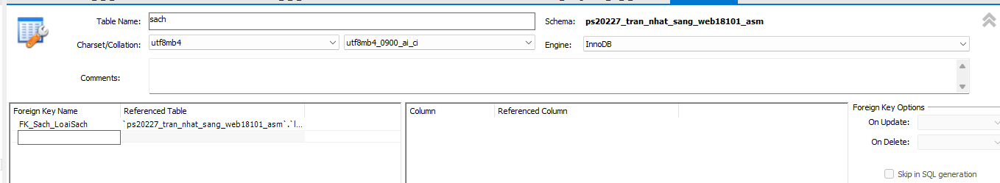 Table Name: sach Schema: ps20227_tran_nhat_sang_web18101_asm
Charset/Collation: utf8mb4 utf8mb4_0900_ai_ci Engine: InnoDB
Comments:
Foreign Key Name Referenced Table Column Referenced Column Foreign Key Options
FK_Sach_LoaiSach `ps20227_tran_nhat_sang_web18101_asm`.`l... On Update:
On Delete:
Skip in SQL generation